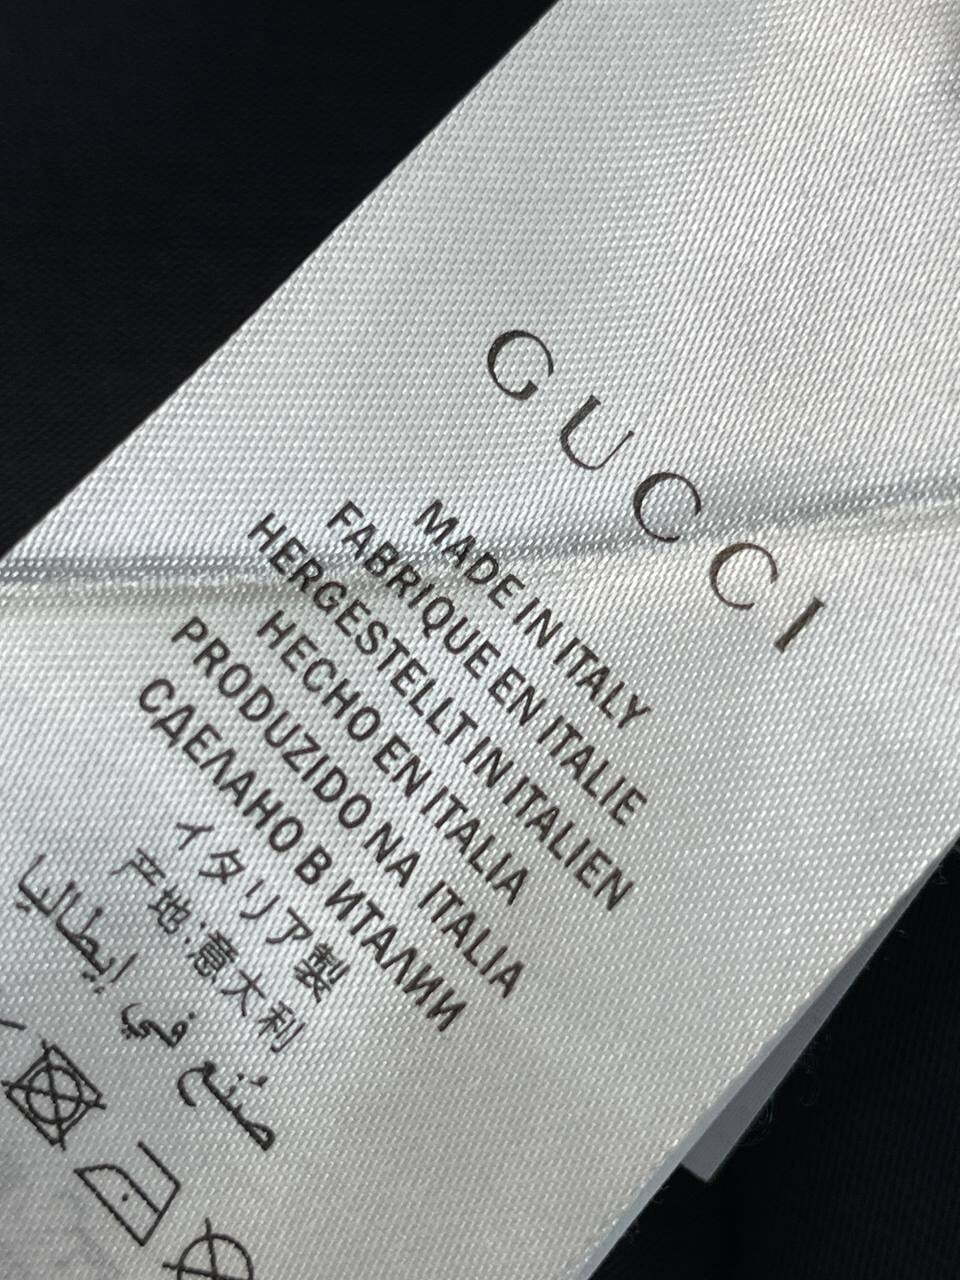 GUCCI
MADE IN ITALY
FABRIQUE EN ITALIE
HERGESTELLT IN ITALIEN
HECHO EN ITALIA
PRODUZIDO NA ITALIA
СДЕЛАНО В ИТАЛИИ
イタリア製
产地:意大利
صُنِع في إيطاليا